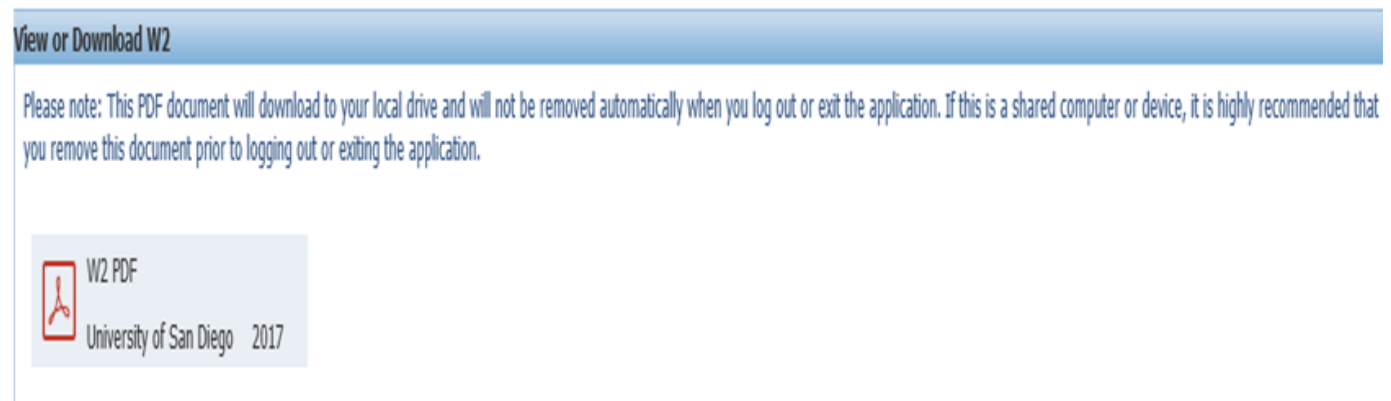 View or Download W2
Please note: This PDF document will download to your local drive and will not be removed automatically when you log out or exit the application. If this is a shared computer or device, it is highly recommended that
you remove this document prior to logging out or exiting the application.
W2 PDF
University of San Diego 2017